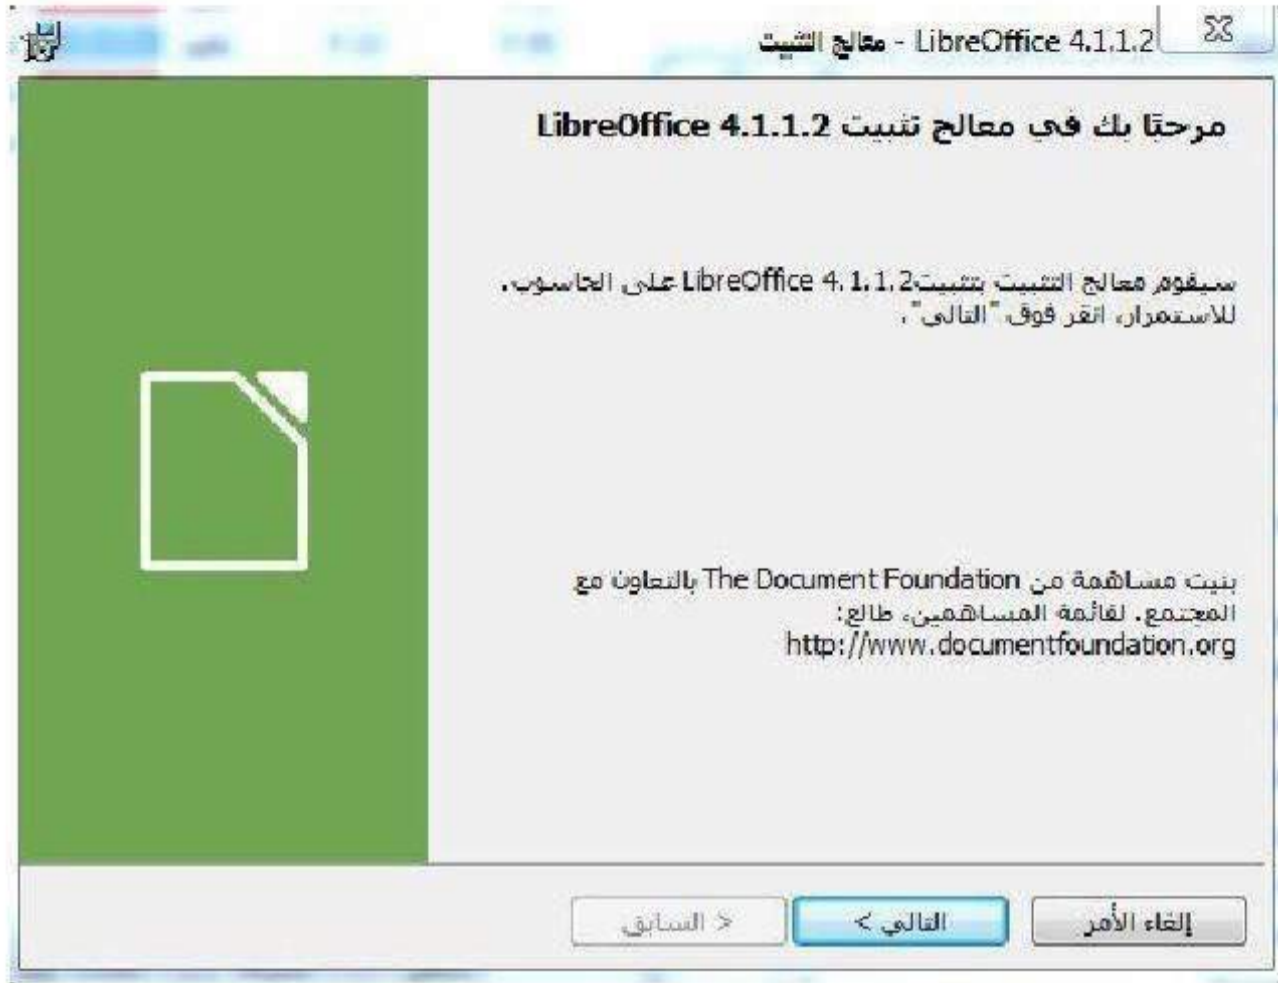 LibreOffice 4.1.1.2 - معالج التثبيت
مرحبًا بك في معالج تثبيت LibreOffice 4.1.1.2
سيقوم معالج التثبيت بتثبيتLibreOffice 4.1.1.2 على الحاسوب.
للاستمرار، انقر فوق "التالي".
بنيت مساهمة من The Document Foundation بالتعاون مع
المجتمع. لقائمة المساهمين، طالع:
http://www.documentfoundation.org
إلغاء الأمر
التالي >
< السابق